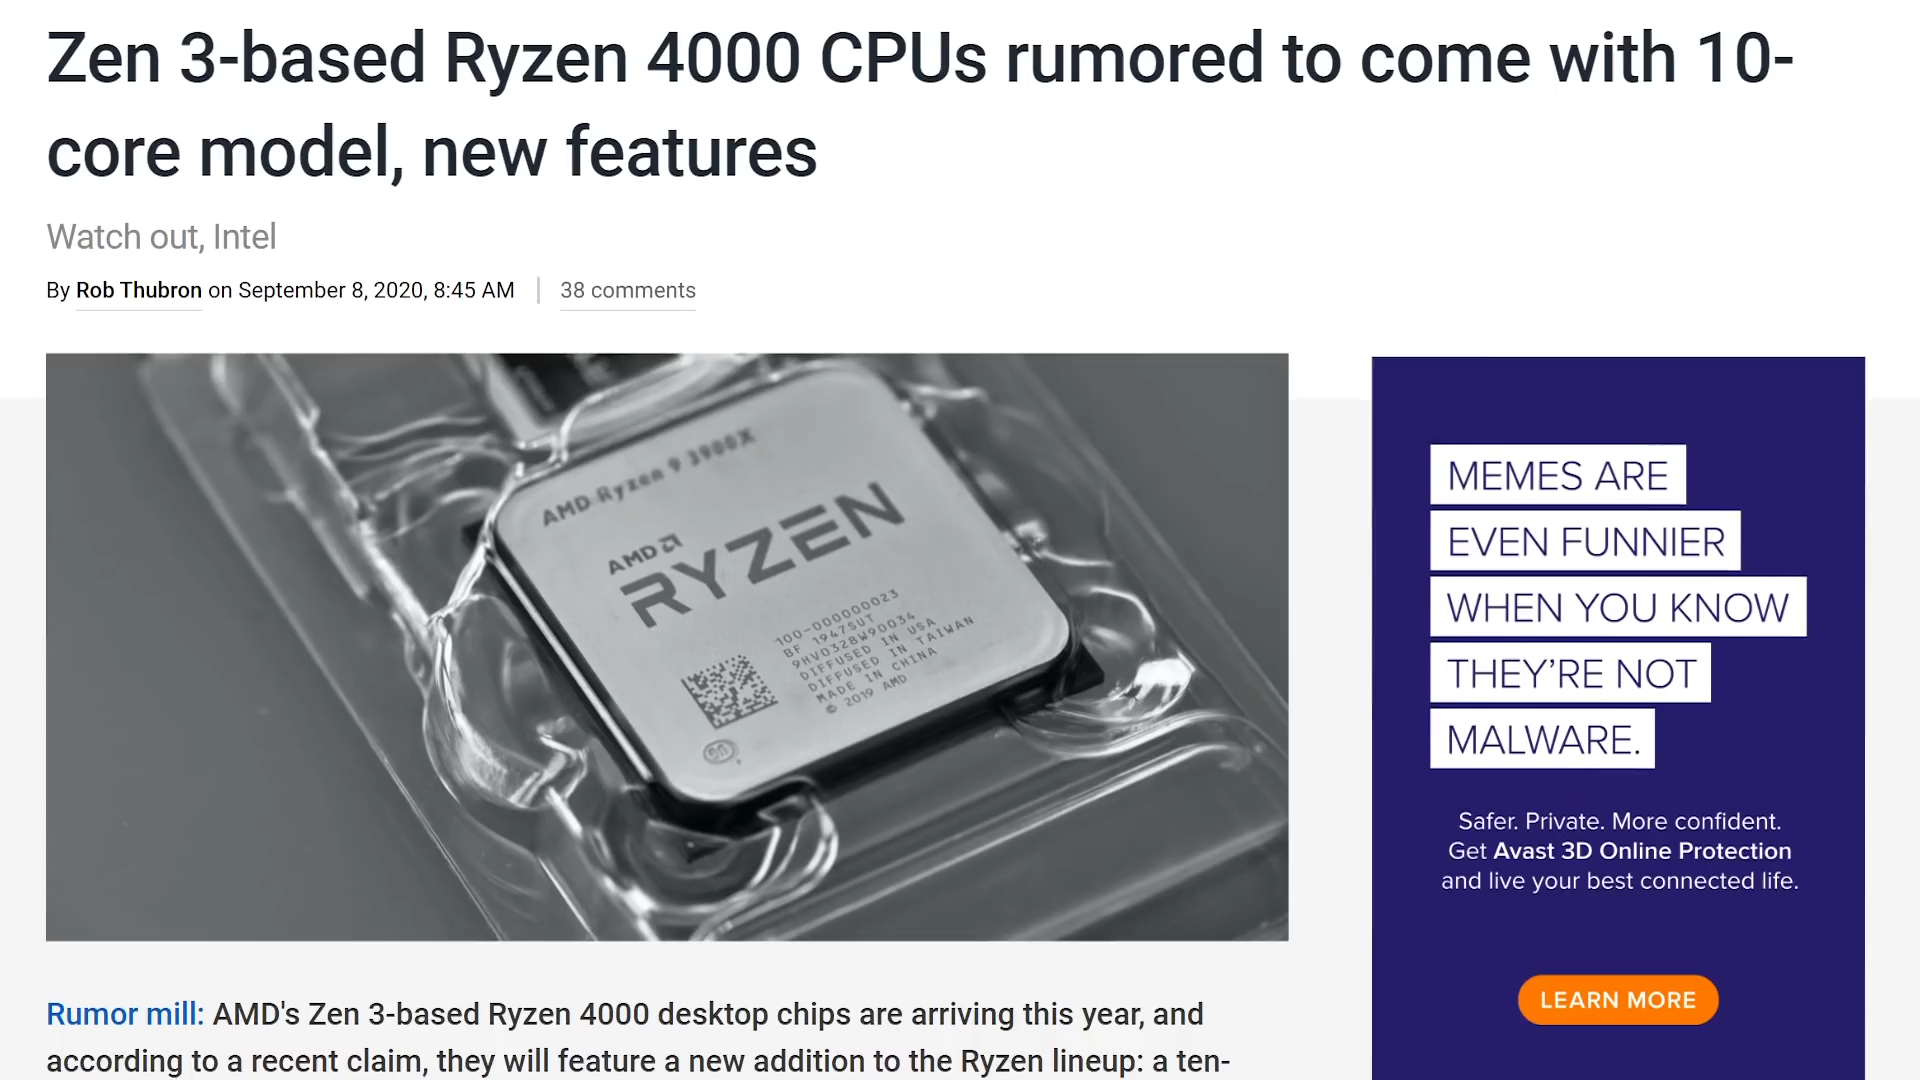 Zen 3-based Ryzen 4000 CPUs rumored to come with 10-
core model, new features
Watch out, Intel
By Rob Thubron on September 8, 2020, 8:45 AM
38 comments
AMD Ryzen 9 3900X
AMD
RYZEN
100-000000023
BF 1947SUT
9HV0328W90034
DIFFUSED IN USA
DIFFUSED IN TAIWAN
MADE IN CHINA
© 2019 AMD
MEMES ARE
EVEN FUNNIER
WHEN YOU KNOW
THEY'RE NOT
MALWARE.
Safer. Private. More confident.
Get Avast 3D Online Protection
and live your best connected life.
LEARN MORE
Rumor mill: AMD's Zen 3-based Ryzen 4000 desktop chips are arriving this year, and
according to a recent claim, they will feature a new addition to the Ryzen lineup: a ten-